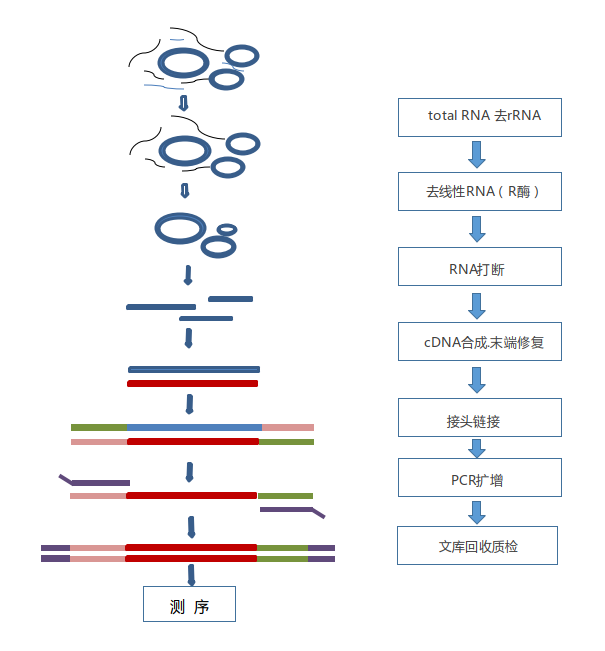 total RNA 去rRNA
去线性RNA（R酶）
RNA打断
cDNA合成.末端修复
接头链接
PCR扩增
文库回收质检
测 序